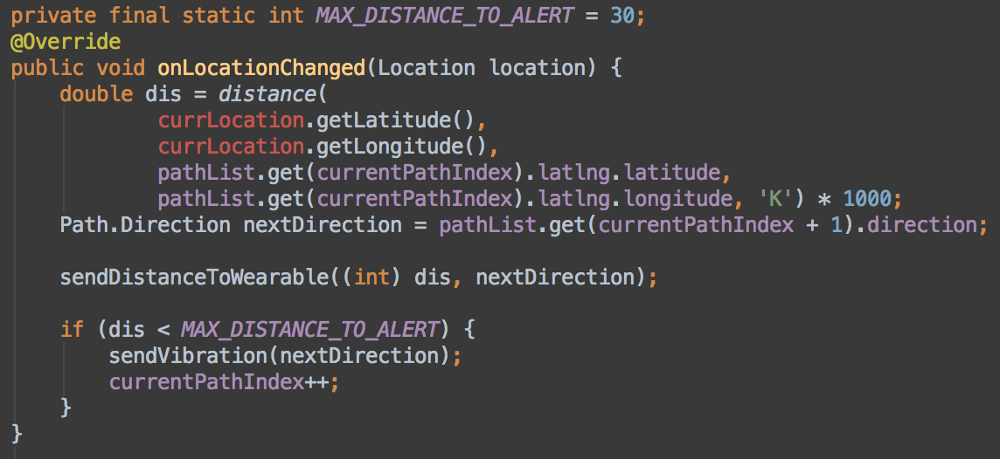 private final static int MAX_DISTANCE_TO_ALERT = 30;
@Override
public void onLocationChanged(Location location) {
    double dis = distance(
            currLocation.getLatitude(),
            currLocation.getLongitude(),
            pathList.get(currentPathIndex).latlng.latitude,
            pathList.get(currentPathIndex).latlng.longitude, 'K') * 1000;
    Path.Direction nextDirection = pathList.get(currentPathIndex + 1).direction;

    sendDistanceToWearable((int) dis, nextDirection);

    if (dis < MAX_DISTANCE_TO_ALERT) {
        sendVibration(nextDirection);
        currentPathIndex++;
    }
}